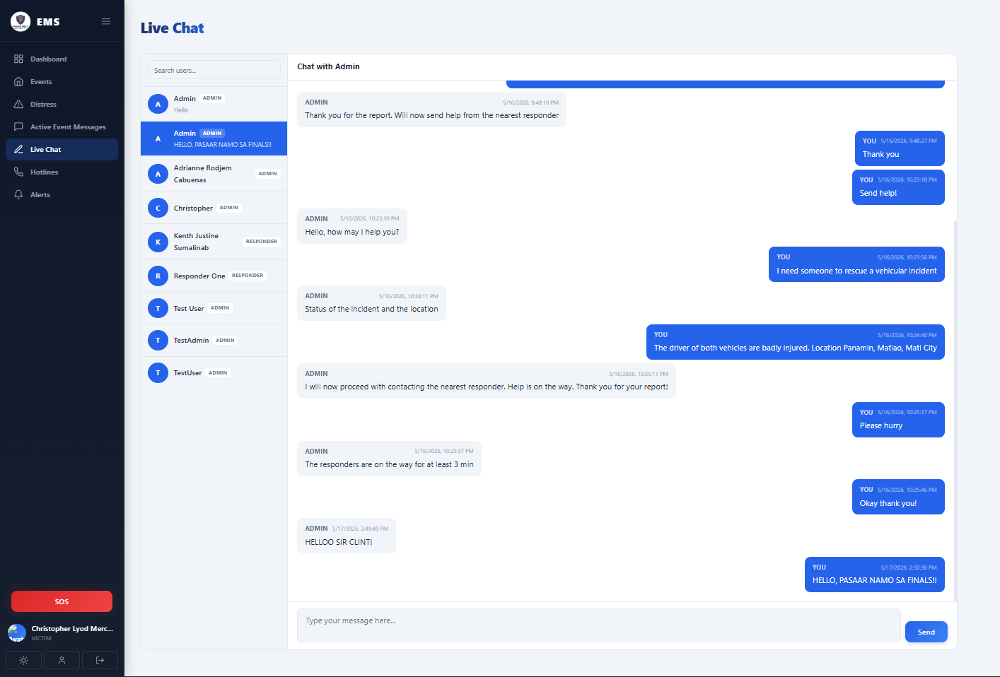 EMS
Dashboard
Events
Distress
Active Event Messages
Live Chat
Hotlines
Alerts
SOS
Christopher Lyod Merc...
VICTIM
Live Chat
Search users...
A
Admin ADMIN
Hello
A
Admin ADMIN
HELLO, PASAAR NAMO SA FINALS!!
A
Adrianne Rodjem
Cabuenas
ADMIN
C
Christopher ADMIN
K
Kenth Justine
Sumalinab
RESPONDER
R
Responder One RESPONDER
T
Test User ADMIN
T
TestAdmin ADMIN
T
TestUser ADMIN
Chat with Admin
ADMIN 5/16/2026, 9:48:10 PM
Thank you for the report. Will now send help from the nearest responder
YOU 5/16/2026, 9:48:27 PM
Thank you
YOU 5/16/2026, 10:23:18 PM
Send help!
ADMIN 5/16/2026, 10:23:30 PM
Hello, how may I help you?
YOU 5/16/2026, 10:23:56 PM
I need someone to rescue a vehicular incident
ADMIN 5/16/2026, 10:24:11 PM
Status of the incident and the location
YOU 5/16/2026, 10:24:40 PM
The driver of both vehicles are badly injured. Location Panamin, Matiao, Mati City
ADMIN 5/16/2026, 10:25:11 PM
I will now proceed with contacting the nearest responder. Help is on the way. Thank you for your report!
YOU 5/16/2026, 10:25:17 PM
Please hurry
ADMIN 5/16/2026, 10:25:37 PM
The responders are on the way for at least 3 min
YOU 5/16/2026, 10:25:46 PM
Okay thank you!
ADMIN 5/17/2026, 2:49:49 PM
HELLOO SIR CLINT!
YOU 5/17/2026, 2:50:36 PM
HELLO, PASAAR NAMO SA FINALS!!
Type your message here...
Send